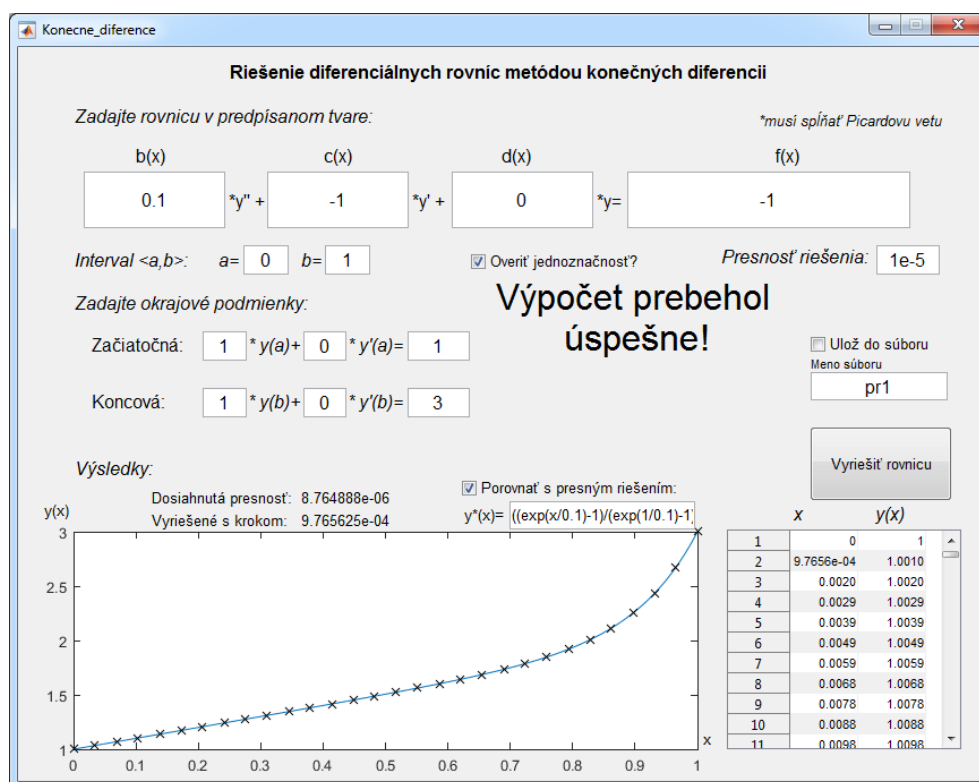 Konecne_diference
Riešenie diferenciálnych rovníc metódou konečných diferencii
Zadajte rovnicu v predpísanom tvare:
*musí spĺňať Picardovu vetu
b(x) c(x) d(x) f(x)
0.1 *y'' + -1 *y' + 0 *y= -1
Interval <a,b>: a= 0 b= 1
Overiť jednoznačnosť?
Presnosť riešenia: 1e-5
Zadajte okrajové podmienky:
Výpočet prebehol
úspešne!
Začiatočná: 1 * y(a)+ 0 * y'(a)= 1
Ulož do súboru
Meno súboru
pr1
Koncová: 1 * y(b)+ 0 * y'(b)= 3
Vyriešiť rovnicu
Výsledky:
Dosiahnutá presnosť: 8.764888e-06
Vyriešené s krokom: 9.765625e-04
Porovnať s presným riešením:
y*(x)= ((exp(x/0.1)-1)/(exp(1/0.1)-1)
y(x)
3
2.5
2
1.5
1
0 0.1 0.2 0.3 0.4 0.5 0.6 0.7 0.8 0.9 1
x
x y(x)
1 0 1
2 9.7656e-04 1.0010
3 0.0020 1.0020
4 0.0029 1.0029
5 0.0039 1.0039
6 0.0049 1.0049
7 0.0059 1.0059
8 0.0068 1.0068
9 0.0078 1.0078
10 0.0088 1.0088
11 0.0098 1.0098